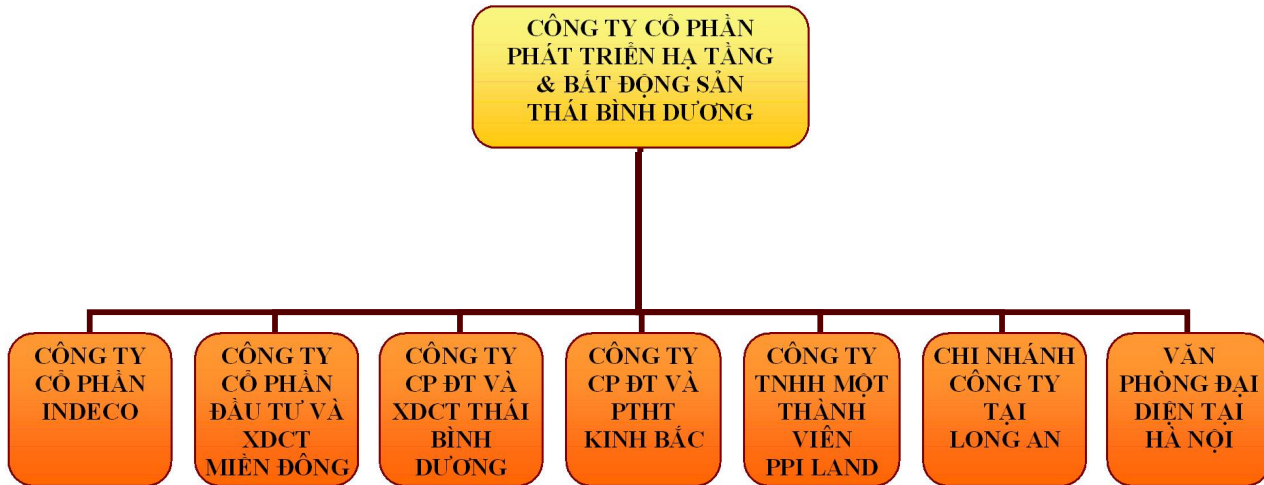 CÔNG TY CỔ PHẦN
PHÁT TRIỂN HẠ TẦNG
& BẤT ĐỘNG SẢN
THÁI BÌNH DƯƠNG
CÔNG TY
CỔ PHẦN
INDECO
CÔNG TY
CỔ PHẦN
ĐẦU TƯ VÀ
XDCT
MIỀN ĐÔNG
CÔNG TY
CP ĐT VÀ
XDCT THÁI
BÌNH
DƯƠNG
CÔNG TY
CP ĐT VÀ
PTHT
KINH BẮC
CÔNG TY
TNHH MỘT
THÀNH
VIÊN
PPI LAND
CHI NHÁNH
CÔNG TY
TẠI
LONG AN
VĂN
PHÒNG ĐẠI
DIỆN TẠI
HÀ NỘI